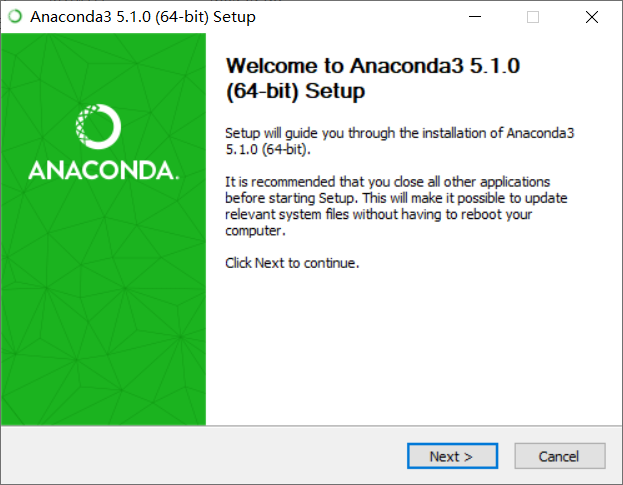 Anaconda3 5.1.0 (64-bit) Setup
Welcome to Anaconda3 5.1.0
(64-bit) Setup
Setup will guide you through the installation of Anaconda3
5.1.0 (64-bit).
It is recommended that you close all other applications
before starting Setup. This will make it possible to update
relevant system files without having to reboot your
computer.
Click Next to continue.
ANACONDA.
Next >
Cancel